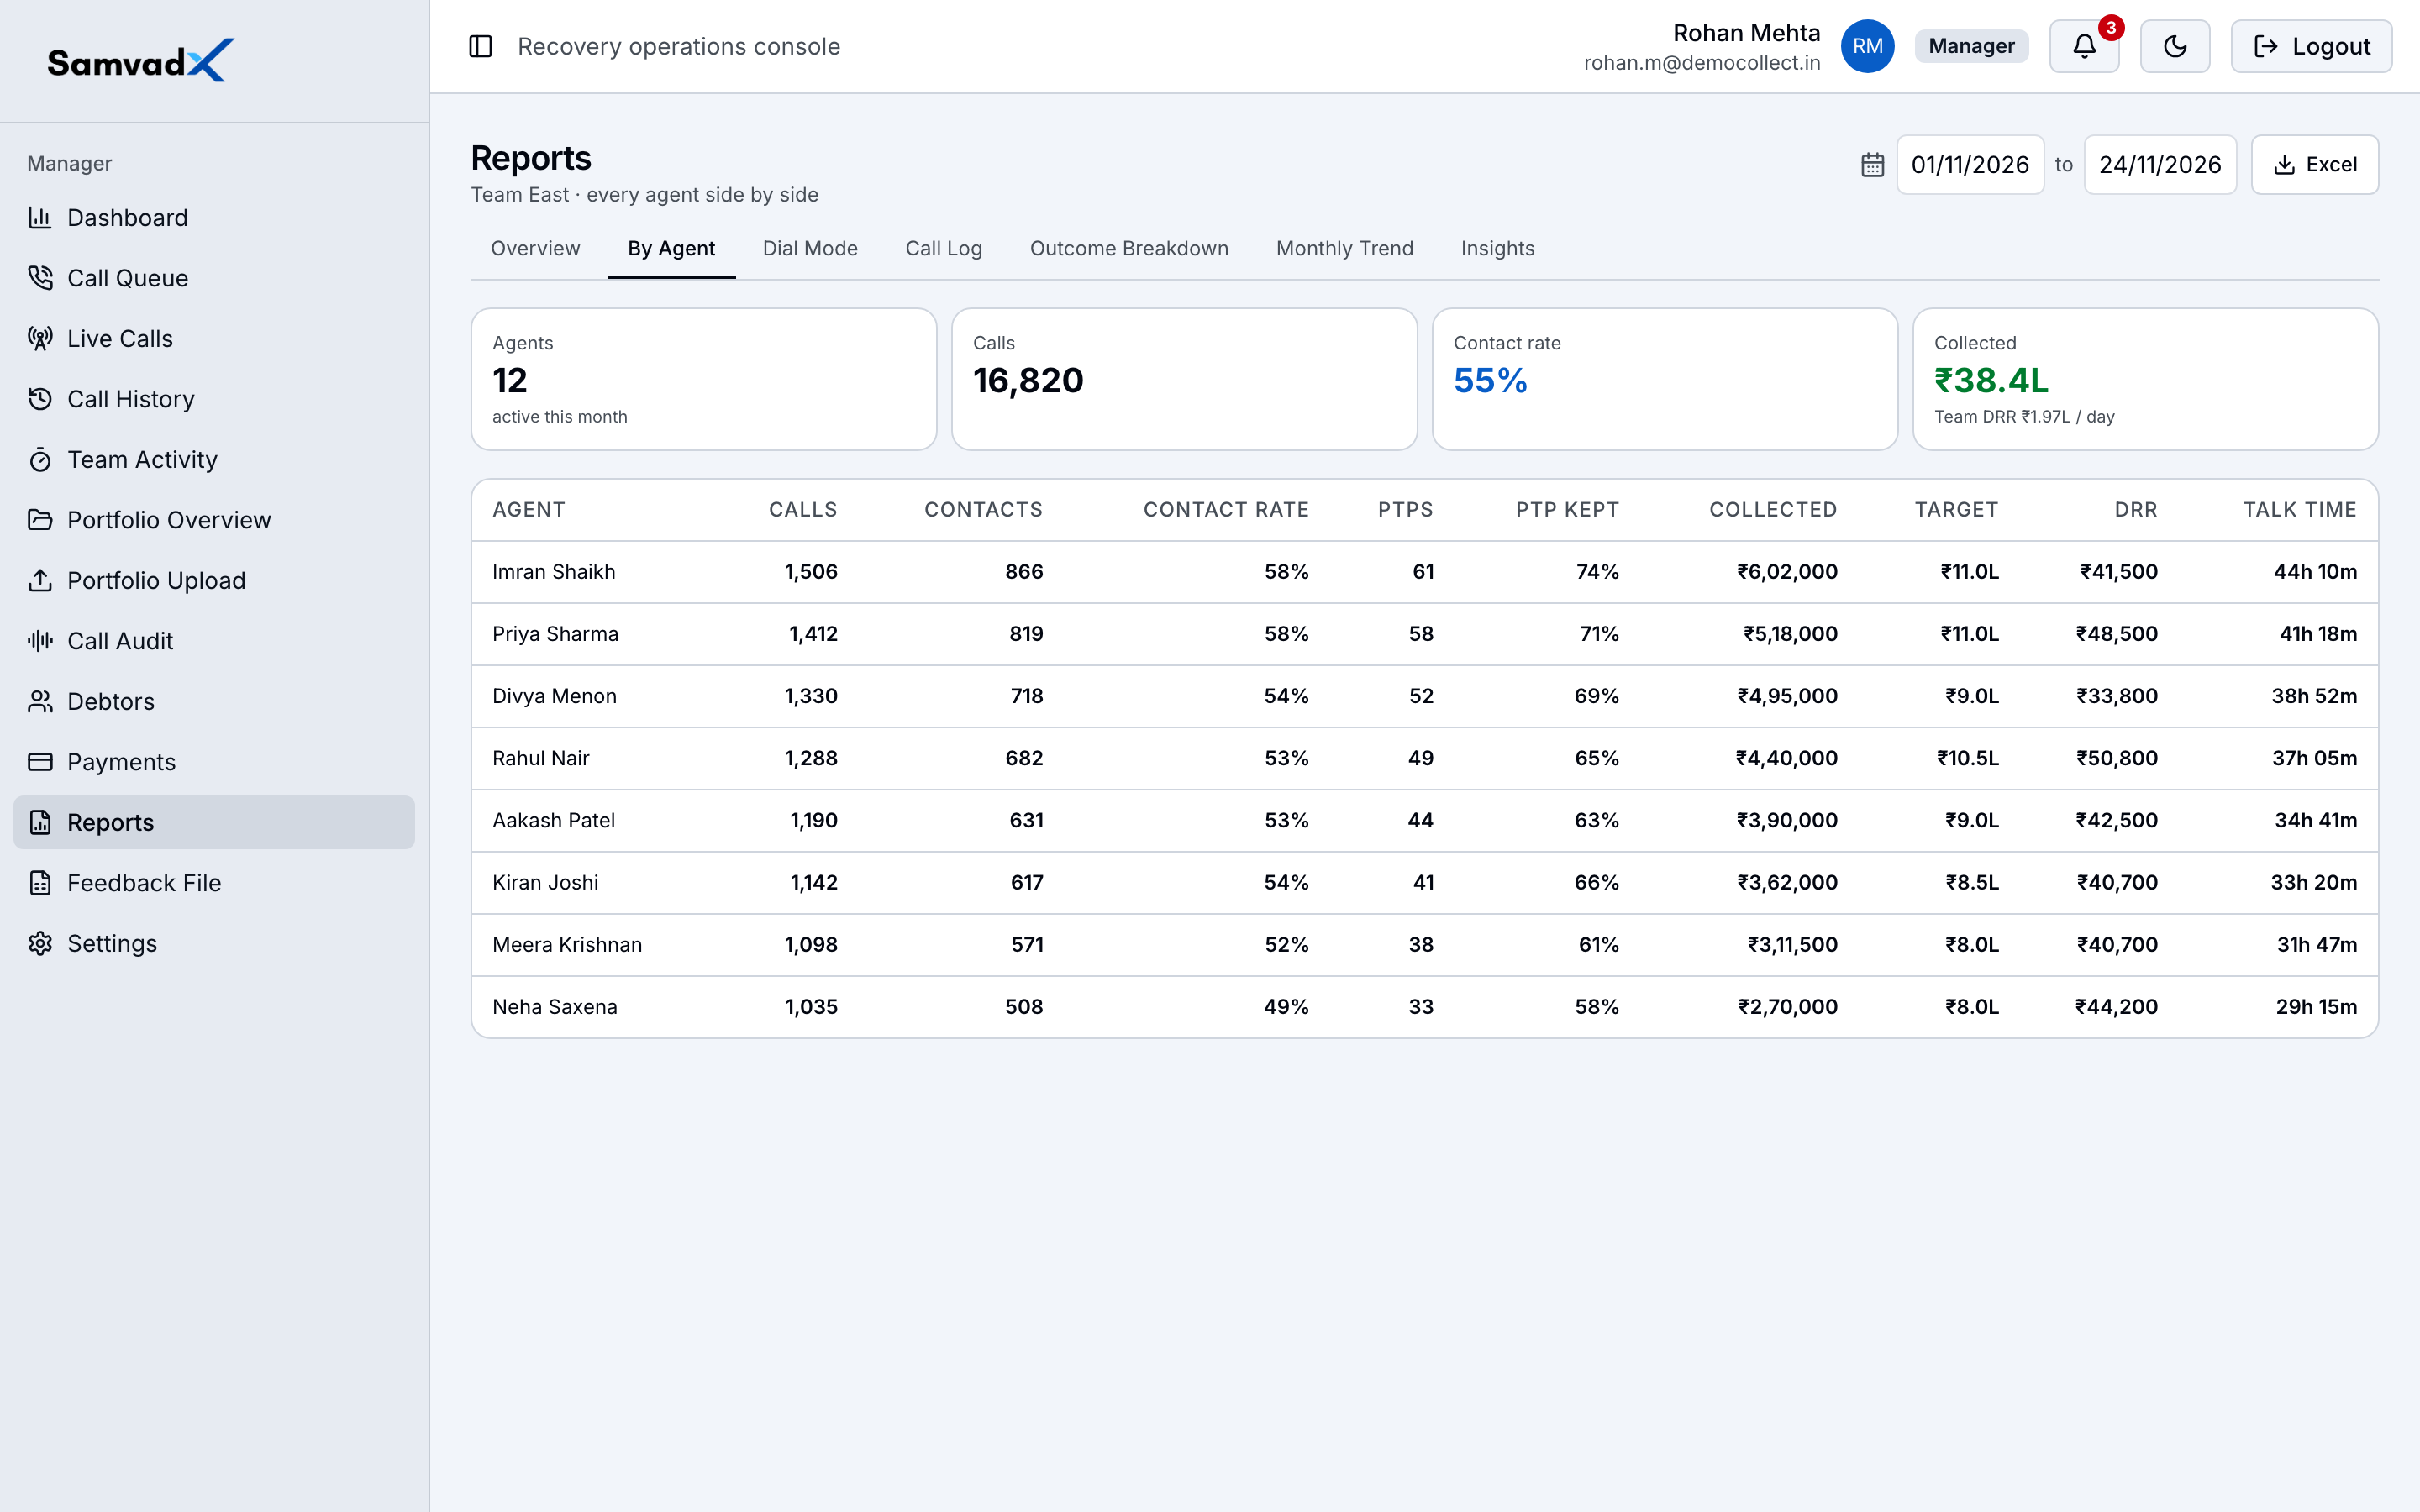 SamvadX
Recovery operations console
Rohan Mehta
rohan.m@democollect.in
RM
Manager
3
Logout
Manager
Dashboard
Call Queue
Live Calls
Call History
Team Activity
Portfolio Overview
Portfolio Upload
Call Audit
Debtors
Payments
Reports
Feedback File
Settings
Reports
Team East · every agent side by side
01/11/2026 to 24/11/2026 Excel
Overview By Agent Dial Mode Call Log Outcome Breakdown Monthly Trend Insights
Agents
12
active this month
Calls
16,820
Contact rate
55%
Collected
₹38.4L
Team DRR ₹1.97L / day
AGENT CALLS CONTACTS CONTACT RATE PTPS PTP KEPT COLLECTED TARGET DRR TALK TIME
Imran Shaikh 1,506 866 58% 61 74% ₹6,02,000 ₹11.0L ₹41,500 44h 10m
Priya Sharma 1,412 819 58% 58 71% ₹5,18,000 ₹11.0L ₹48,500 41h 18m
Divya Menon 1,330 718 54% 52 69% ₹4,95,000 ₹9.0L ₹33,800 38h 52m
Rahul Nair 1,288 682 53% 49 65% ₹4,40,000 ₹10.5L ₹50,800 37h 05m
Aakash Patel 1,190 631 53% 44 63% ₹3,90,000 ₹9.0L ₹42,500 34h 41m
Kiran Joshi 1,142 617 54% 41 66% ₹3,62,000 ₹8.5L ₹40,700 33h 20m
Meera Krishnan 1,098 571 52% 38 61% ₹3,11,500 ₹8.0L ₹40,700 31h 47m
Neha Saxena 1,035 508 49% 33 58% ₹2,70,000 ₹8.0L ₹44,200 29h 15m